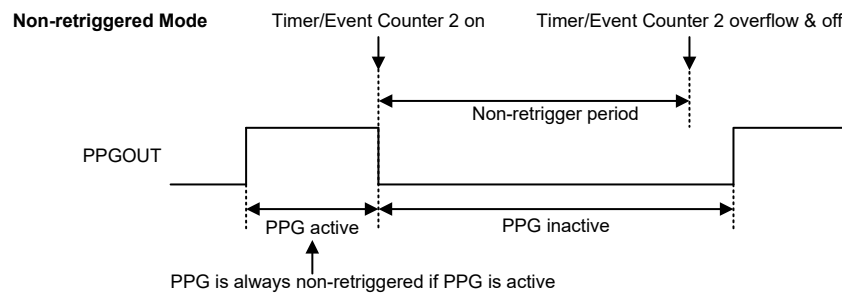 Non-retriggered Mode
Timer/Event Counter 2 on
Timer/Event Counter 2 overflow & off
Non-retrigger period
PPGOUT
PPG active
PPG inactive
PPG is always non-retriggered if PPG is active